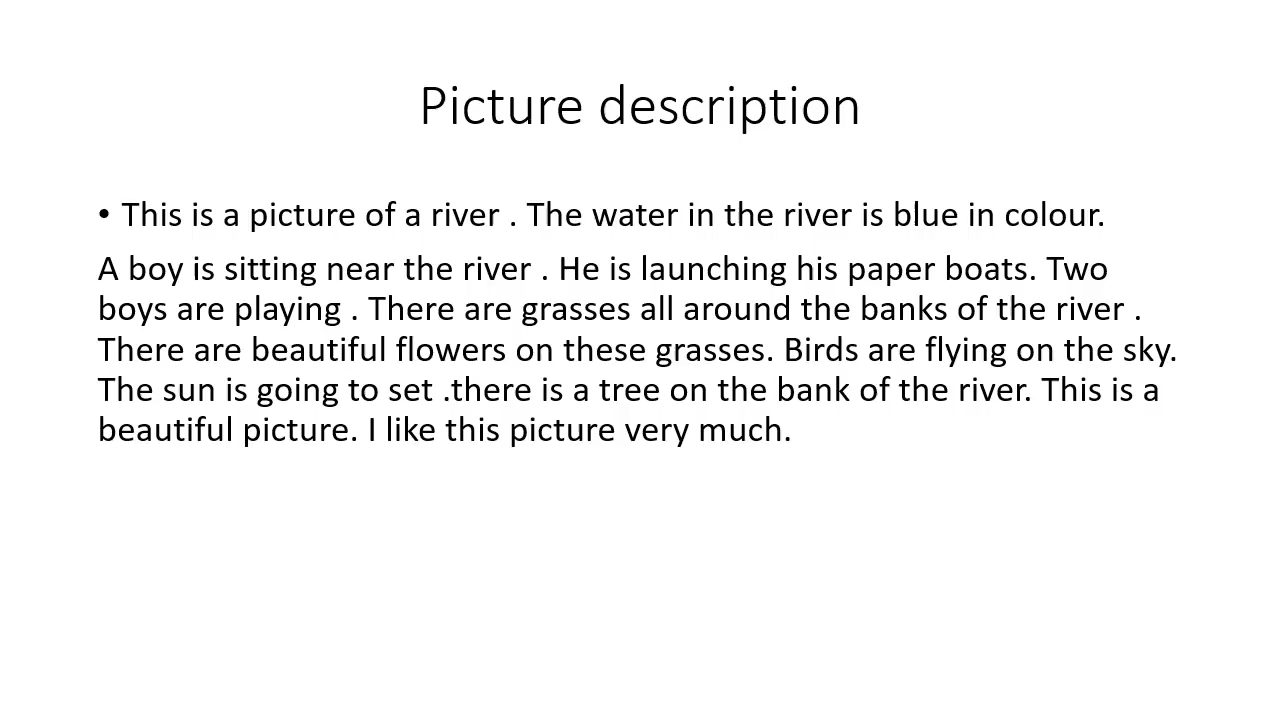 Picture description
• This is a picture of a river . The water in the river is blue in colour.
A boy is sitting near the river . He is launching his paper boats. Two
boys are playing . There are grasses all around the banks of the river .
There are beautiful flowers on these grasses. Birds are flying on the sky.
The sun is going to set .there is a tree on the bank of the river. This is a
beautiful picture. I like this picture very much.